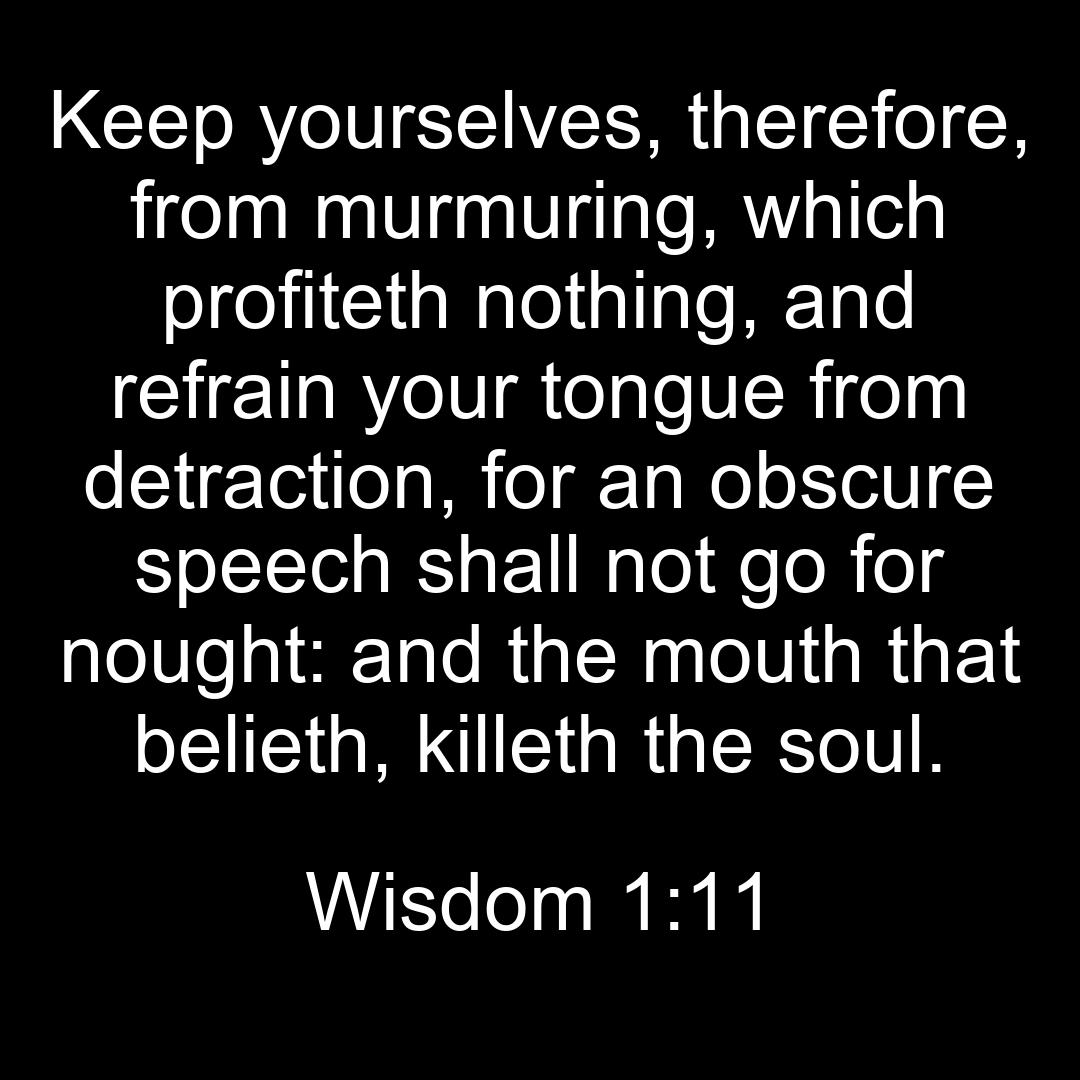 Keep yourselves, therefore,
from murmuring, which
profiteth nothing, and
refrain your tongue from
detraction, for an obscure
speech shall not go for
nought: and the mouth that
belieth, killeth the soul.
Wisdom 1:11